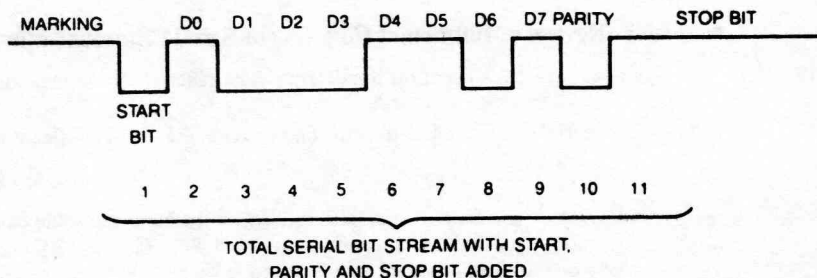 MARKING D0 D1 D2 D3 D4 D5 D6 D7 PARITY STOP BIT
START
BIT
1 2 3 4 5 6 7 8 9 10 11
TOTAL SERIAL BIT STREAM WITH START,
PARITY AND STOP BIT ADDED